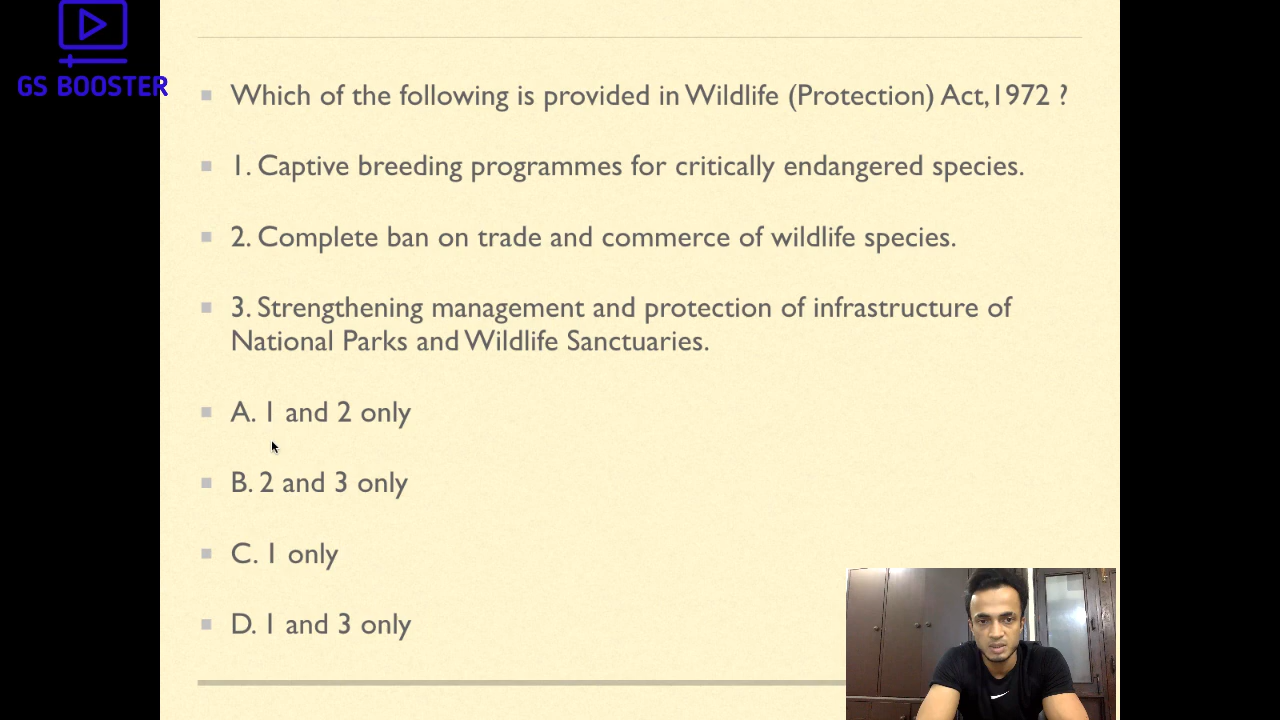 GS BOOSTER
Which of the following is provided in Wildlife (Protection) Act,1972 ?
1. Captive breeding programmes for critically endangered species.
2. Complete ban on trade and commerce of wildlife species.
3. Strengthening management and protection of infrastructure of
National Parks and Wildlife Sanctuaries.
A. 1 and 2 only
B. 2 and 3 only
C. 1 only
D. 1 and 3 only